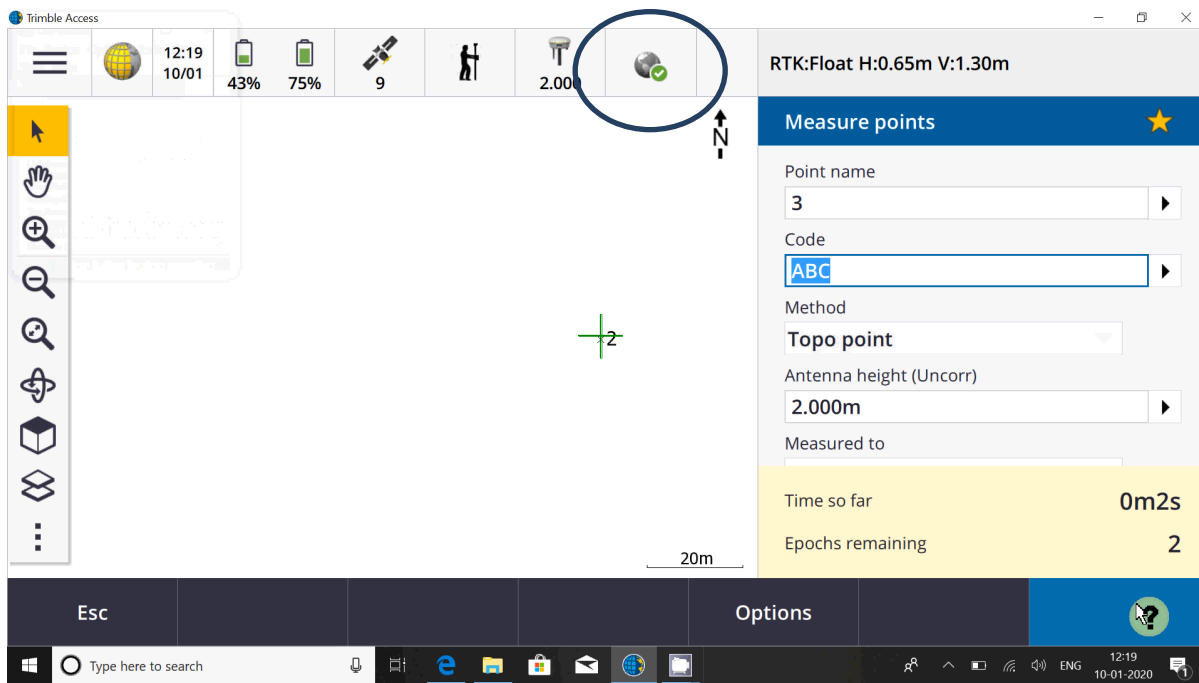 Trimble Access
12:19
10/01
43%
75%
9
2.000
RTK:Float H:0.65m V:1.30m
N
Measure points
Point name
3
Code
ABC
Method
Topo point
Antenna height (Uncorr)
2.000m
Measured to
2
20m
Time so far 0m2s
Epochs remaining 2
Esc
Options
?
Type here to search
ENG
12:19
10-01-2020
1